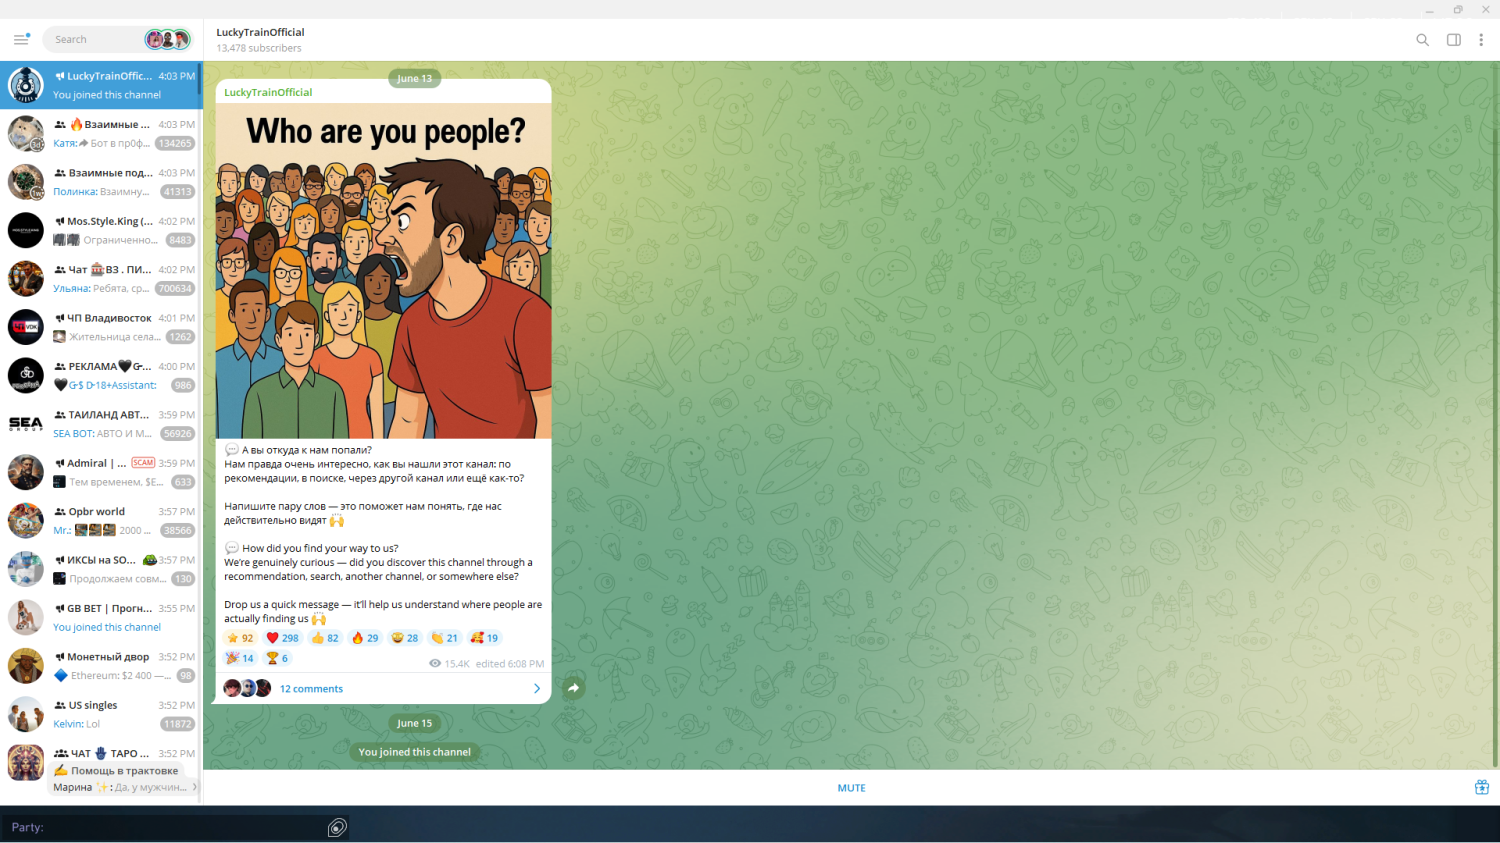 Search
LuckyTrainOfficial
13,478 subscribers
LuckyTrainOffic... 4:03 PM
You joined this channel
🔥Взаимные ... 4:03 PM
Катя: Бот в пр0ф... 134265
Взаимные под... 4:03 PM
Полинка: Взаимну... 41313
Mos.Style.King (... 4:02 PM
Ограниченно... 8483
Чат 🎰ВЗ . ПИ... 4:02 PM
Ульяна: Ребята, ср... 700634
ЧП Владивосток 4:01 PM
Жительница села... 1262
РЕКЛАМА🖤G-... 4:00 PM
🖤G-$ D-18+Assistant: 986
SEA
GROUP
ТАИЛАНД АВТ... 3:59 PM
SEA BOT: АВТО И М... 56926
Admiral | ... SCAM 3:59 PM
Тем временем, $E... 633
Opbr world 3:57 PM
Mr.: 2000 ... 38566
ИКСЫ на SO... 3:57 PM
Продолжаем совм... 130
GB BET | Прогн... 3:55 PM
You joined this channel
Монетный двор 3:52 PM
🔷 Ethereum: $2 400 —... 98
US singles 3:52 PM
Kelvin: Lol 11872
ЧАТ 🪬 ТАРО ... 3:52 PM
✍️ Помощь в трактовке
Марина ✨: Да, у мужчин...
June 13
LuckyTrainOfficial
Who are you people?
💬 А вы откуда к нам попали?
Нам правда очень интересно, как вы нашли этот канал: по
рекомендации, в поиске, через другой канал или ещё как-то?
Напишите пару слов — это поможет нам понять, где нас
действительно видят 🙌
💬 How did you find your way to us?
We're genuinely curious — did you discover this channel through a
recommendation, search, another channel, or somewhere else?
Drop us a quick message — it'll help us understand where people are
actually finding us 🙌
⭐ 92 ❤️ 298 👍 82 🔥 29 🤪 28 👏 21 🥰 19
🎉 14 🏆 6 15.4K edited 6:08 PM
12 comments
June 15
You joined this channel
MUTE
Party: